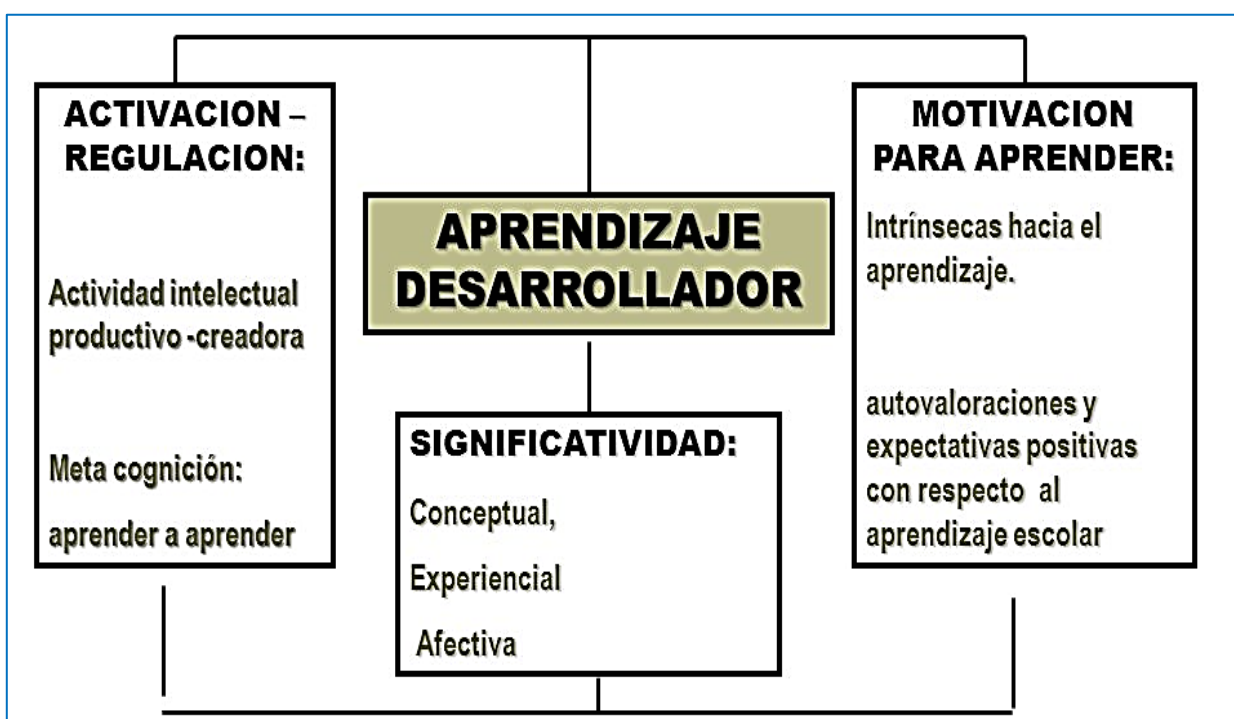 ACTIVACION –
REGULACION:
Actividad intelectual
productivo -creadora
Meta cognición:
aprender a aprender
APRENDIZAJE
DESARROLLADOR
SIGNIFICATIVIDAD:
Conceptual,
Experiencial
Afectiva
MOTIVACION
PARA APRENDER:
Intrínsecas hacia el
aprendizaje.
autovaloraciones y
expectativas positivas
con respecto al
aprendizaje escolar